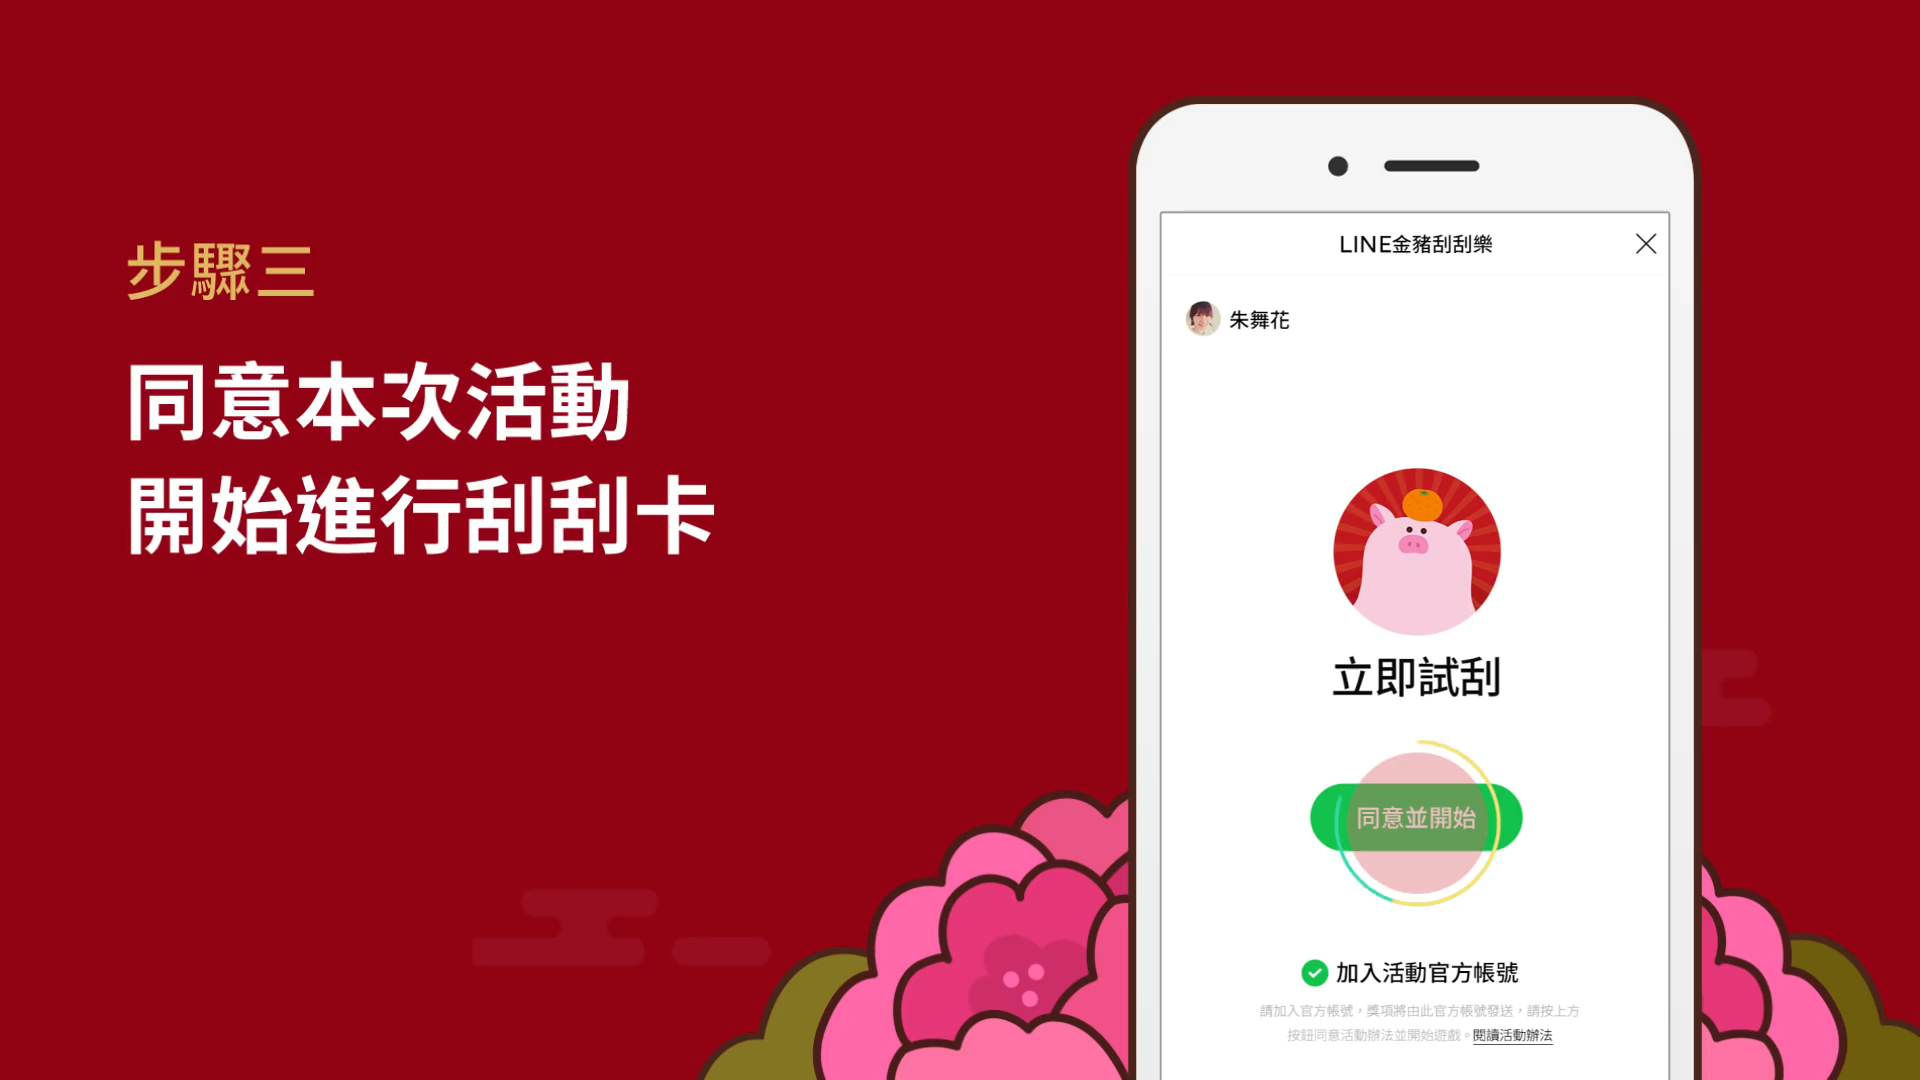 步驟三
同意本次活動
開始進行刮刮卡
LINE金豬刮刮樂
朱舞花
立即試刮
同意並開始
加入活動官方帳號
請加入官方帳號，獎項將由此官方帳號發送，請按上方
按鈕同意活動辦法並開始遊戲。閱讀活動辦法